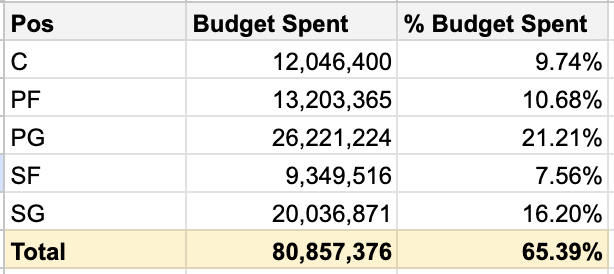 Pos Budget Spent % Budget Spent
C 12,046,400 9.74%
PF 13,203,365 10.68%
PG 26,221,224 21.21%
SF 9,349,516 7.56%
SG 20,036,871 16.20%
Total 80,857,376 65.39%